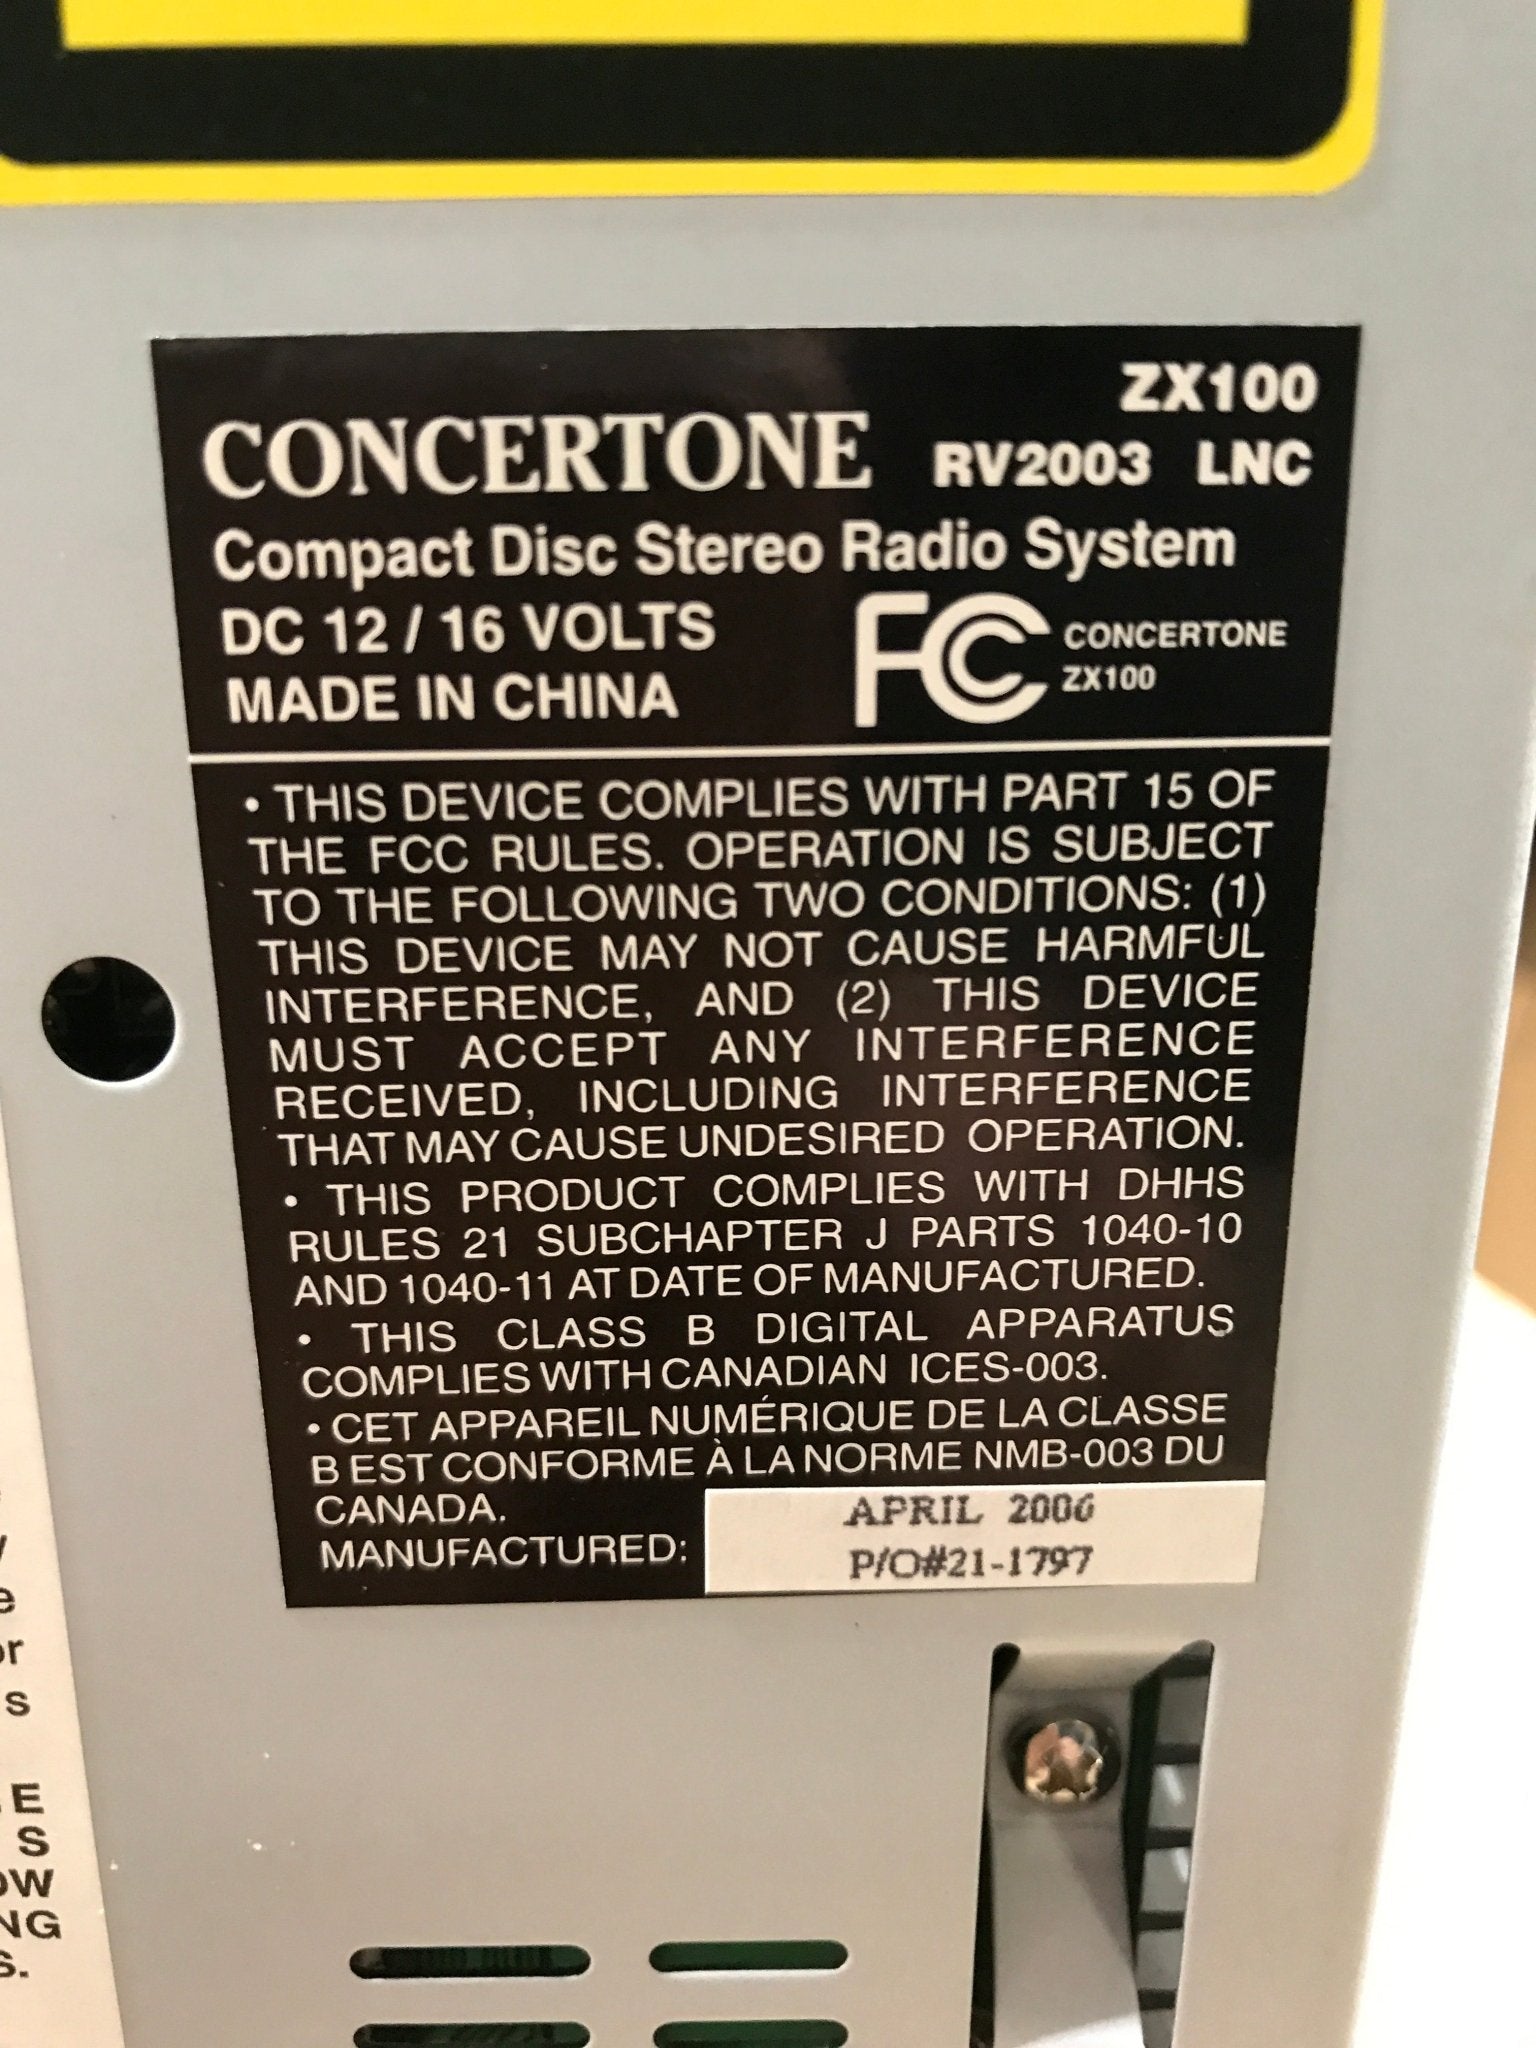 ZX100
CONCERTONE RV2003 LNC
Compact Disc Stereo Radio System
DC 12 / 16 VOLTS
MADE IN CHINA
FC CONCERTONE
ZX100
• THIS DEVICE COMPLIES WITH PART 15 OF
THE FCC RULES. OPERATION IS SUBJECT
TO THE FOLLOWING TWO CONDITIONS: (1)
THIS DEVICE MAY NOT CAUSE HARMFUL
INTERFERENCE, AND (2) THIS DEVICE
MUST ACCEPT ANY INTERFERENCE
RECEIVED, INCLUDING INTERFERENCE
THAT MAY CAUSE UNDESIRED OPERATION.
• THIS PRODUCT COMPLIES WITH DHHS
RULES 21 SUBCHAPTER J PARTS 1040-10
AND 1040-11 AT DATE OF MANUFACTURED.
• THIS CLASS B DIGITAL APPARATUS
COMPLIES WITH CANADIAN ICES-003.
• CET APPAREIL NUMÉRIQUE DE LA CLASSE
B EST CONFORME À LA NORME NMB-003 DU
CANADA.
MANUFACTURED: APRIL 2006
P/O#21-1797